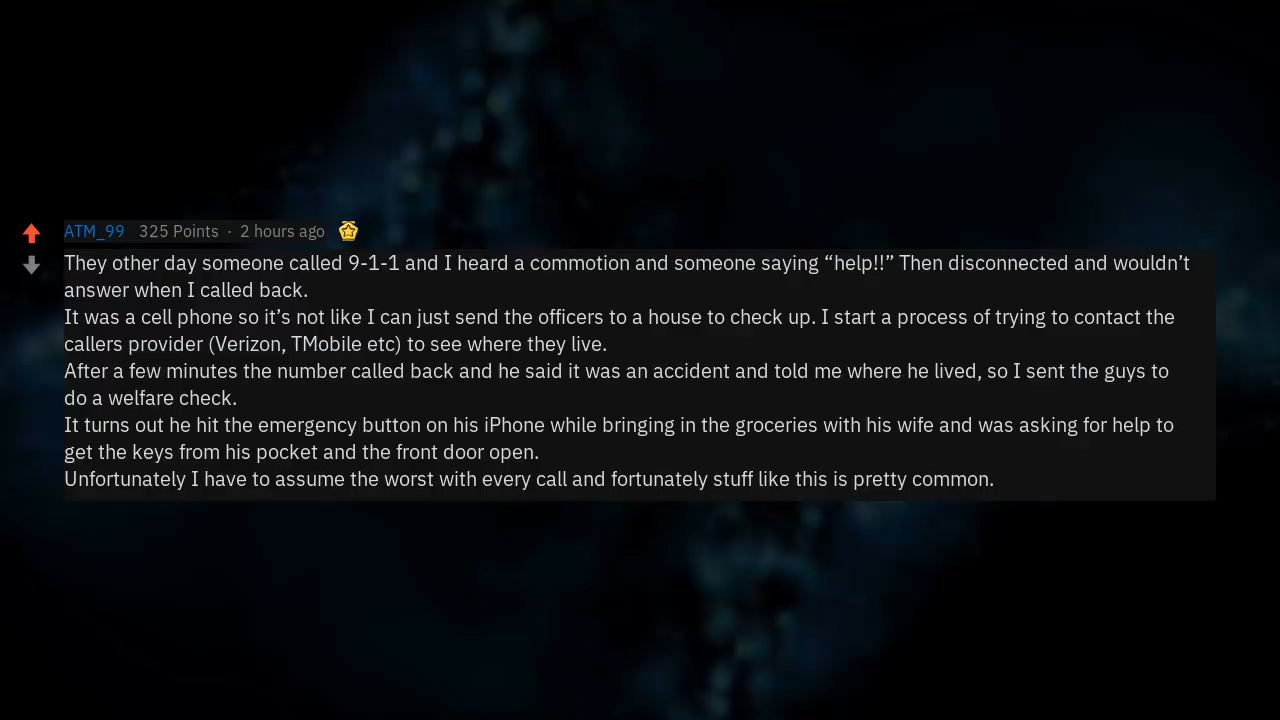 ATM_99 325 Points · 2 hours ago
They other day someone called 9-1-1 and I heard a commotion and someone saying “help!!” Then disconnected and wouldn’t
answer when I called back.
It was a cell phone so it’s not like I can just send the officers to a house to check up. I start a process of trying to contact the
callers provider (Verizon, TMobile etc) to see where they live.
After a few minutes the number called back and he said it was an accident and told me where he lived, so I sent the guys to
do a welfare check.
It turns out he hit the emergency button on his iPhone while bringing in the groceries with his wife and was asking for help to
get the keys from his pocket and the front door open.
Unfortunately I have to assume the worst with every call and fortunately stuff like this is pretty common.